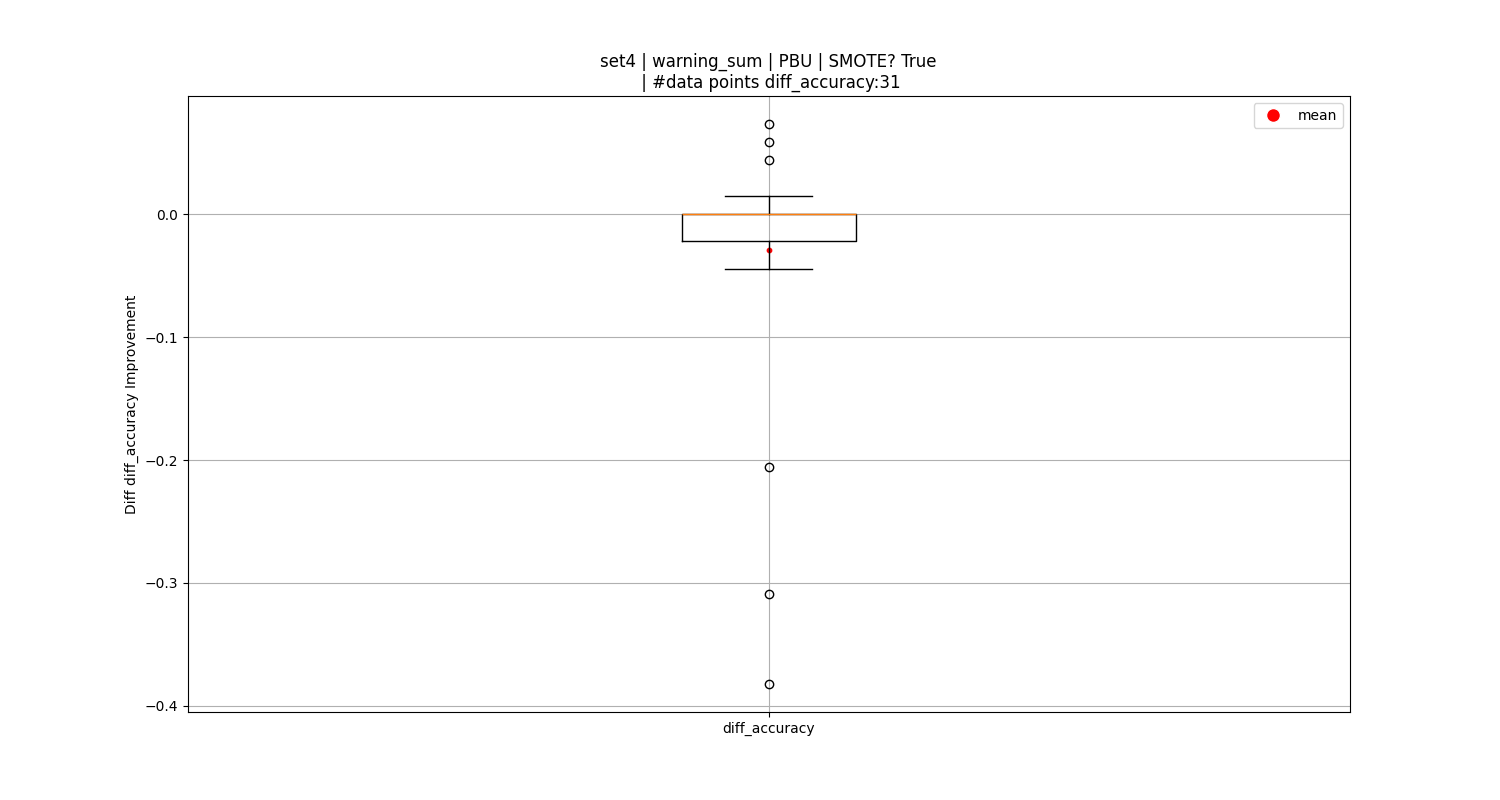 set4 | warning_sum | PBU | SMOTE? True
| #data points diff_accuracy:31
mean
Diff diff_accuracy Improvement
0.0
−0.1
−0.2
−0.3
−0.4
diff_accuracy